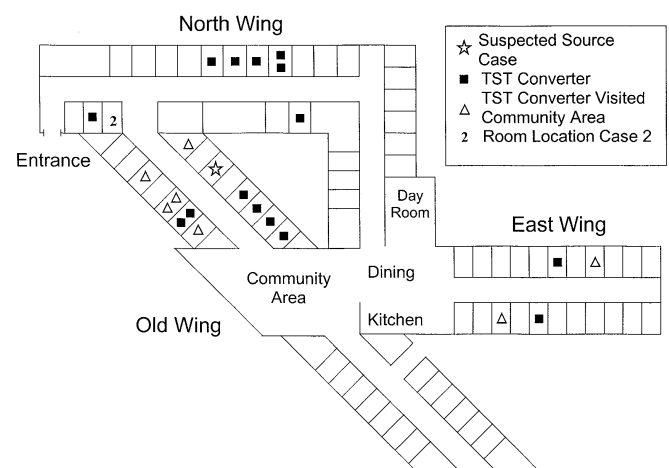 North Wing
Suspected Source
Case
TST Converter
TST Converter Visited
Community Area
2 Room Location Case 2
2
Entrance
Day
Room
East Wing
Community
Area
Dining
Old Wing
Kitchen